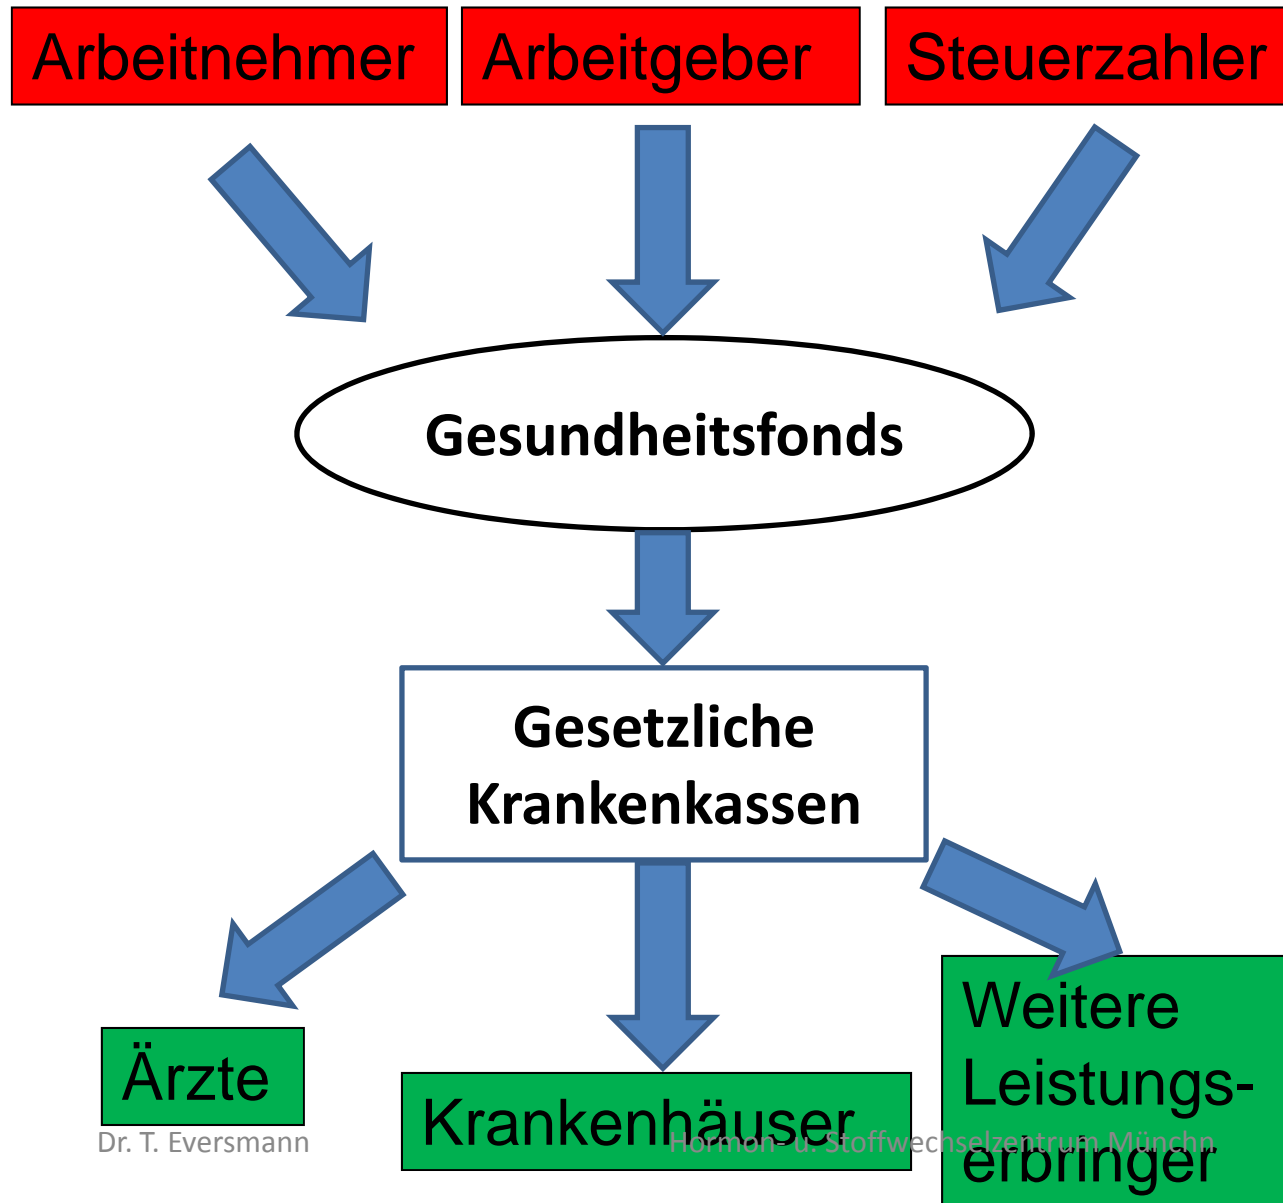 Arbeitnehmer
Arbeitgeber
Steuerzahler
Gesundheitsfonds
Gesetzliche
Krankenkassen
Ärzte
Krankenhäuser
Weitere
Leistungs-
erbringer
Dr. T. Eversmann
Hormon- u. Stoffwechselzentrum Münchn